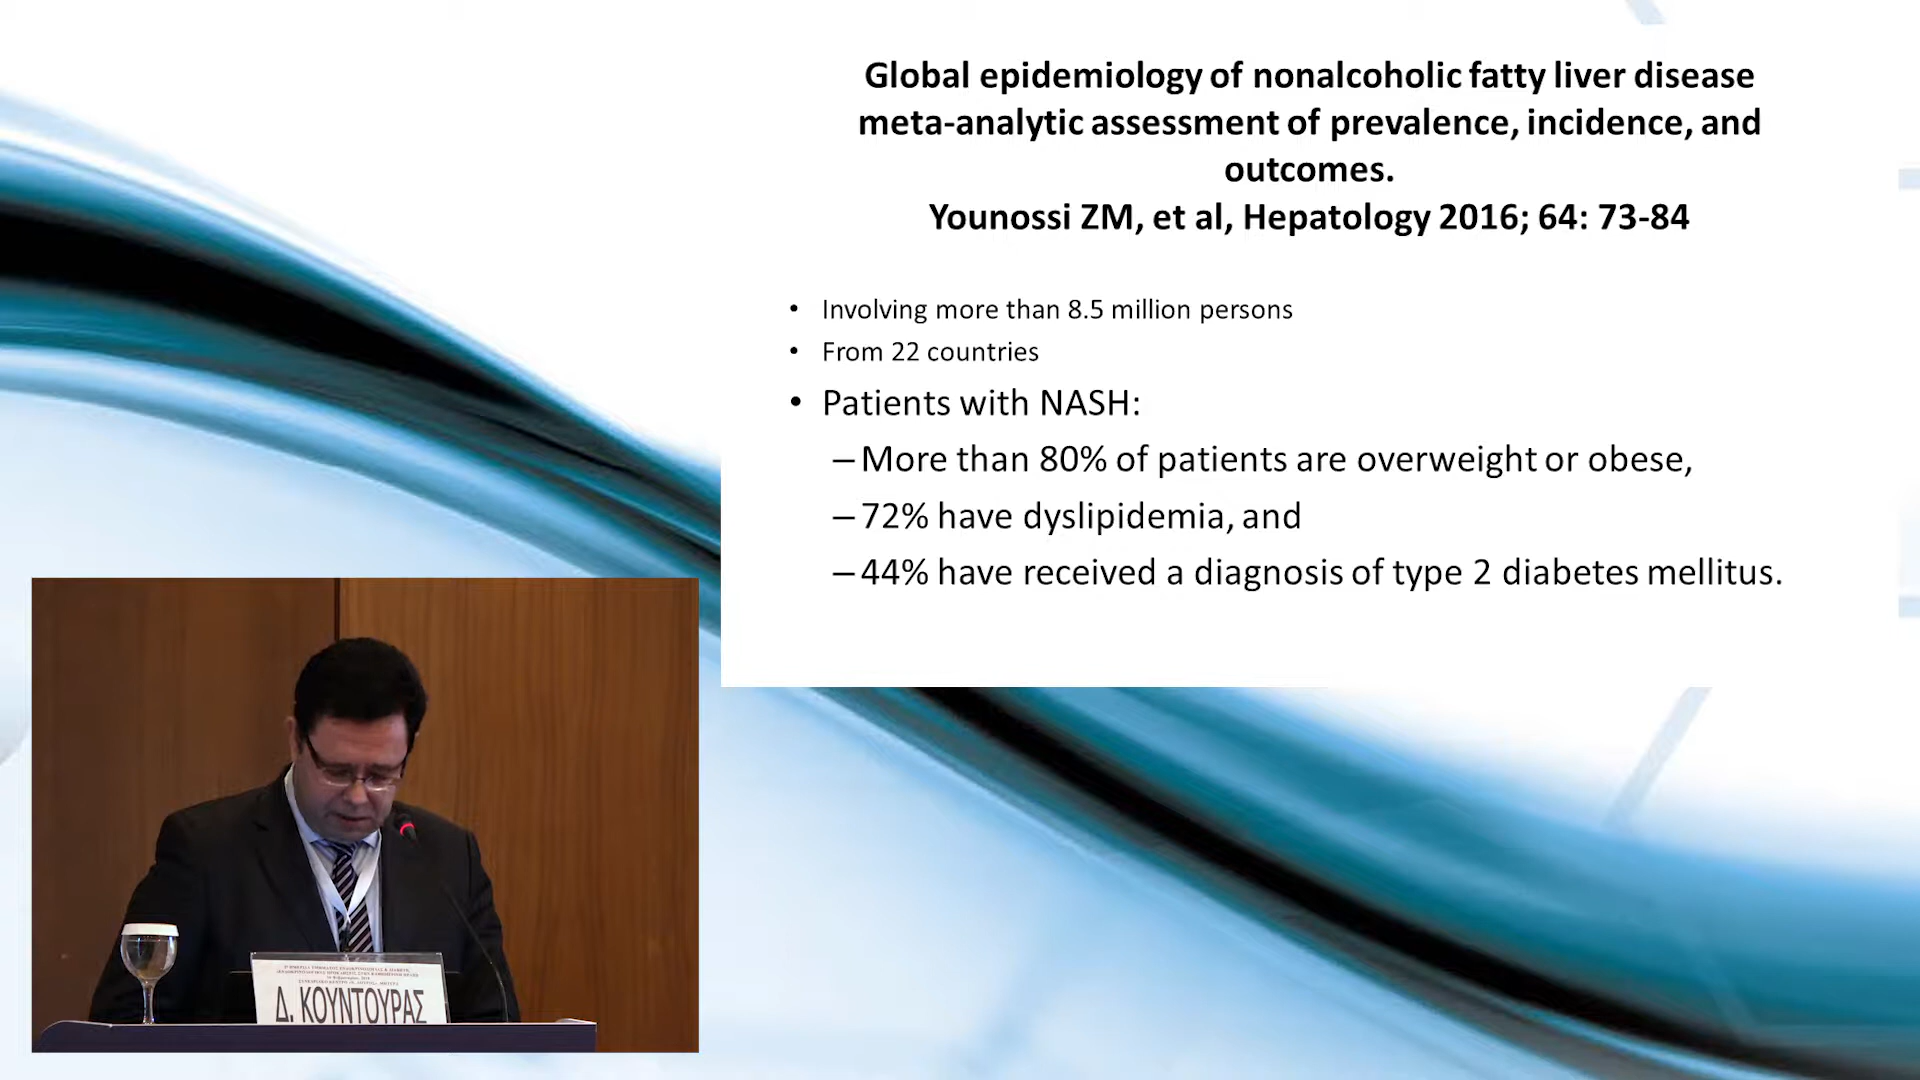 Global epidemiology of nonalcoholic fatty liver disease
meta-analytic assessment of prevalence, incidence, and
outcomes.
Younossi ZM, et al, Hepatology 2016; 64: 73-84
• Involving more than 8.5 million persons
• From 22 countries
• Patients with NASH:
– More than 80% of patients are overweight or obese,
– 72% have dyslipidemia, and
– 44% have received a diagnosis of type 2 diabetes mellitus.
Δ. ΚΟΥΝΤΟΥΡΑΣ